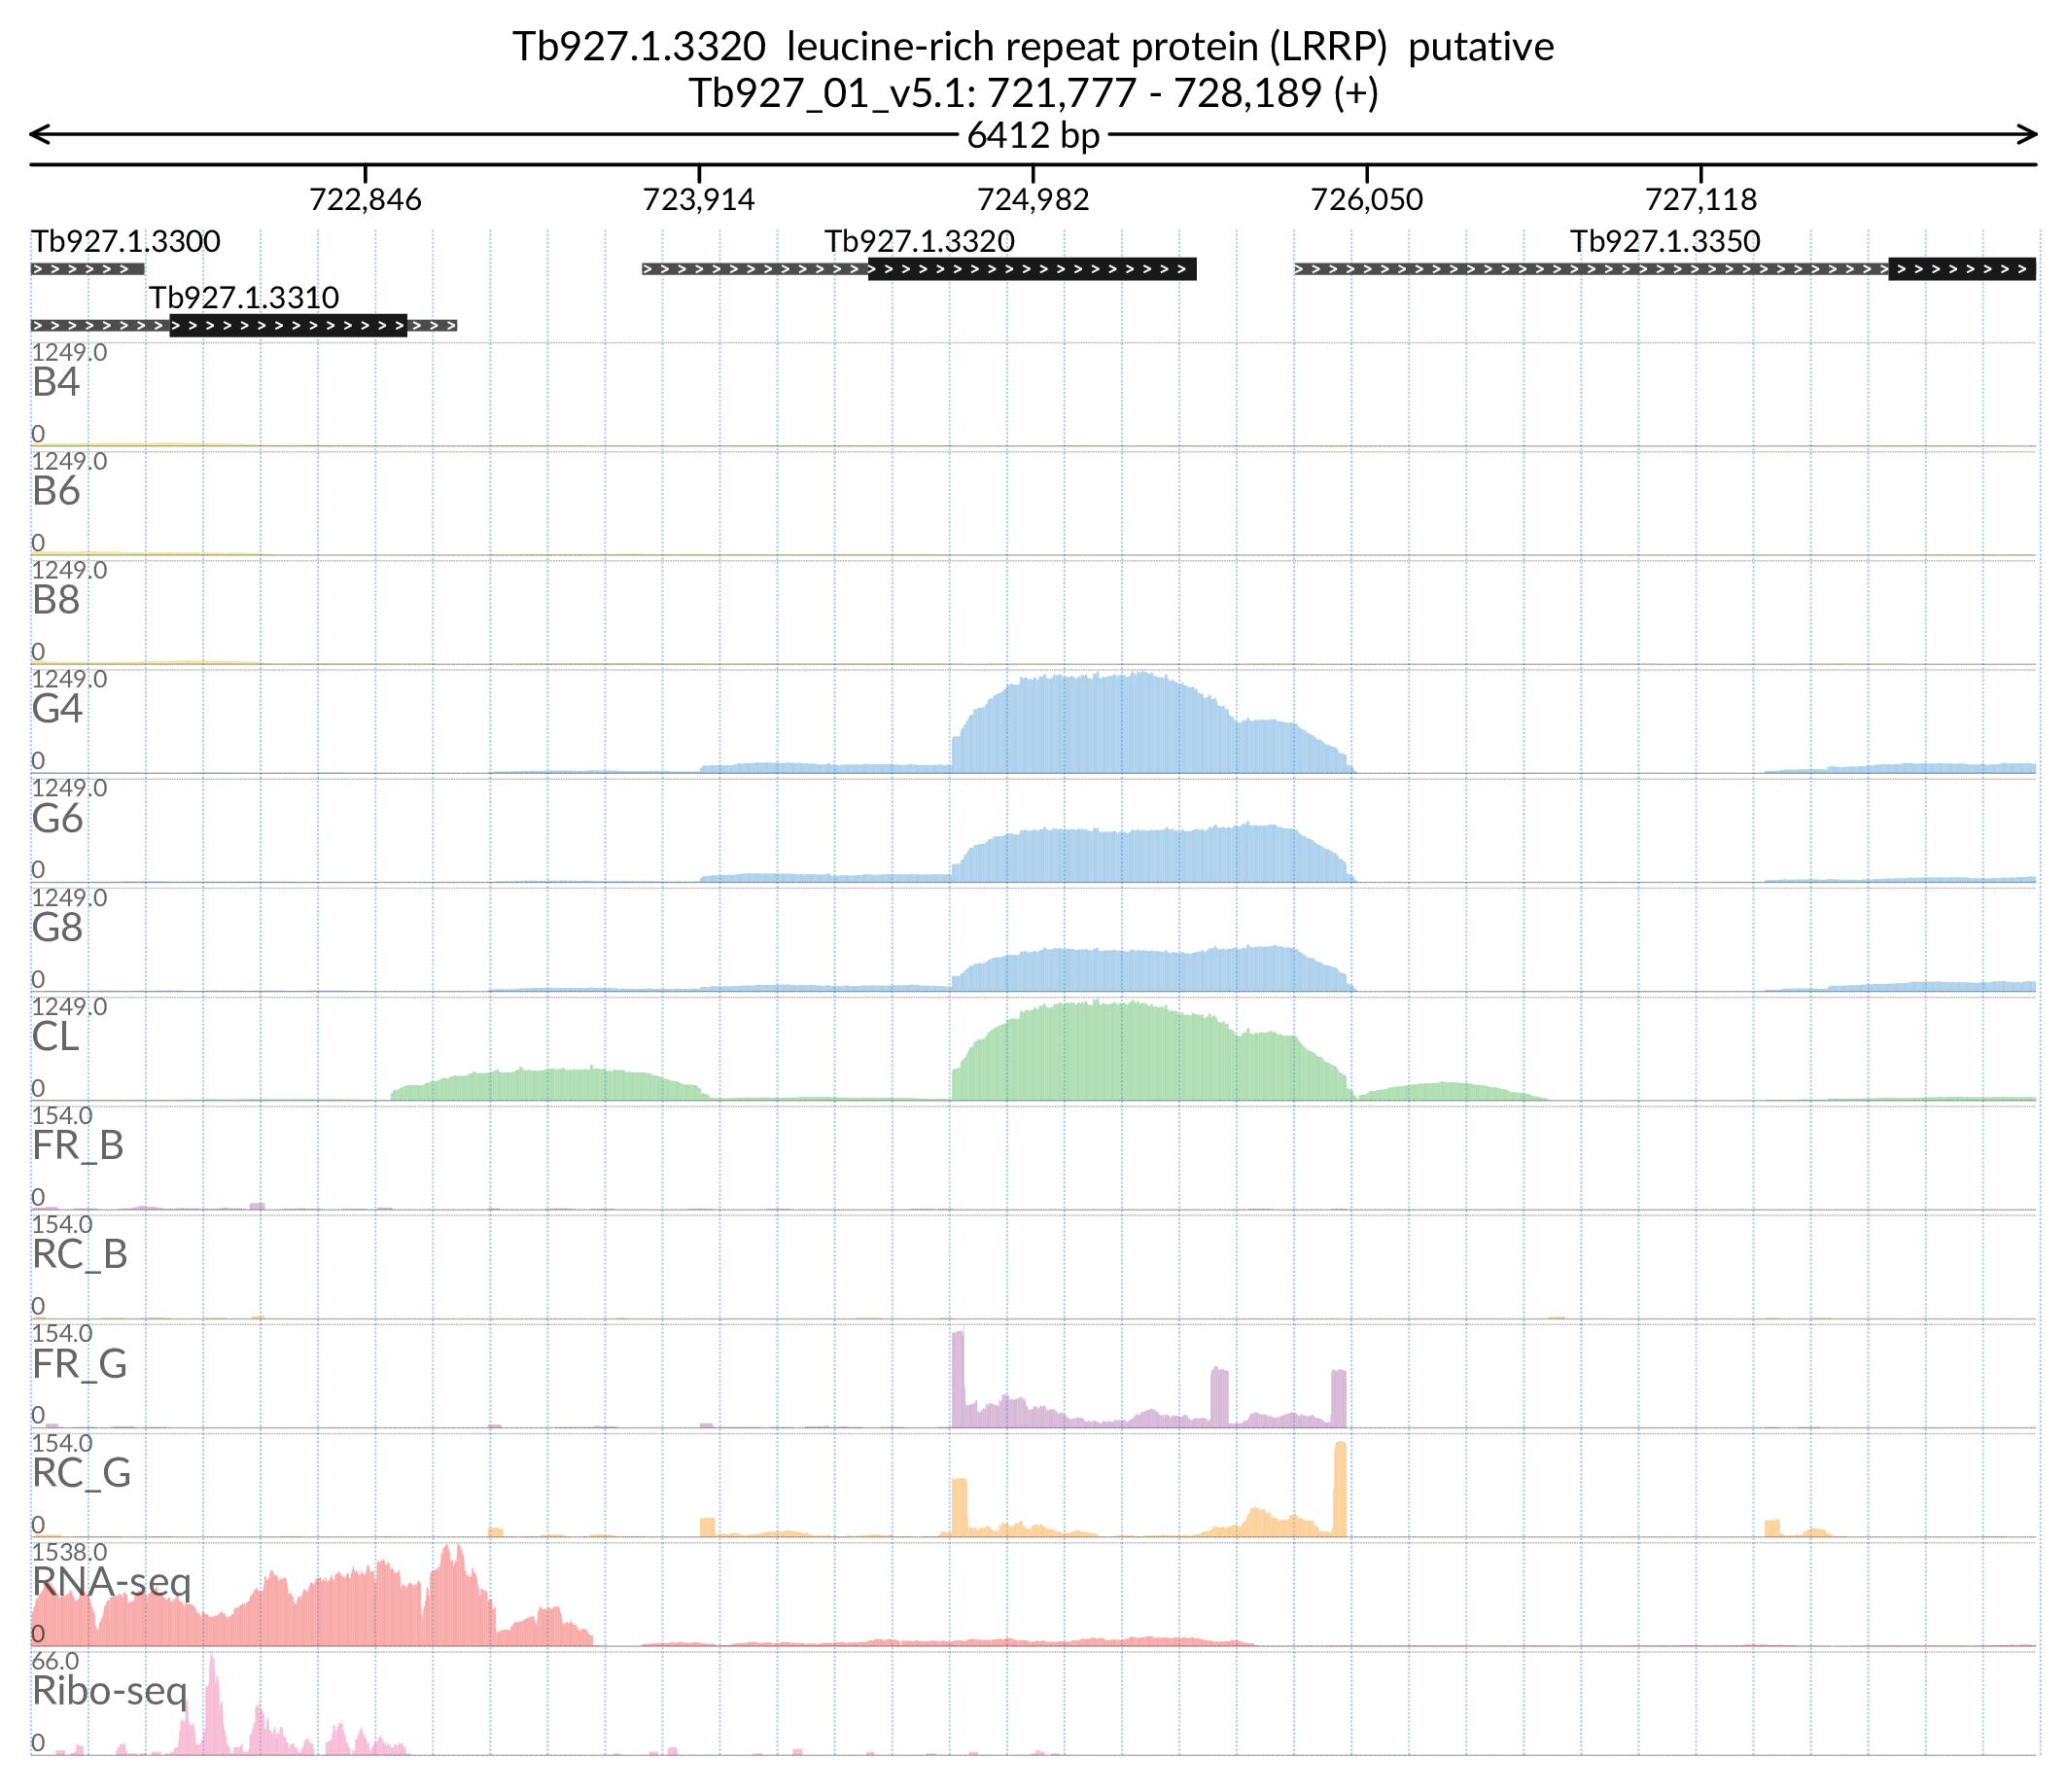 Tb927.1.3320  leucine-rich repeat protein (LRRP)  putative
Tb927_01_v5.1: 721,777 - 728,189 (+)
6412 bp
722,846 723,914 724,982 726,050 727,118
Tb927.1.3300 Tb927.1.3320 Tb927.1.3350
Tb927.1.3310
1249.0
B4
0
1249.0
B6
0
1249.0
B8
0
1249.0
G4
0
1249.0
G6
0
1249.0
G8
0
1249.0
CL
0
154.0
FR_B
0
154.0
RC_B
0
154.0
FR_G
0
154.0
RC_G
0
1538.0
RNA-seq
0
66.0
Ribo-seq
0